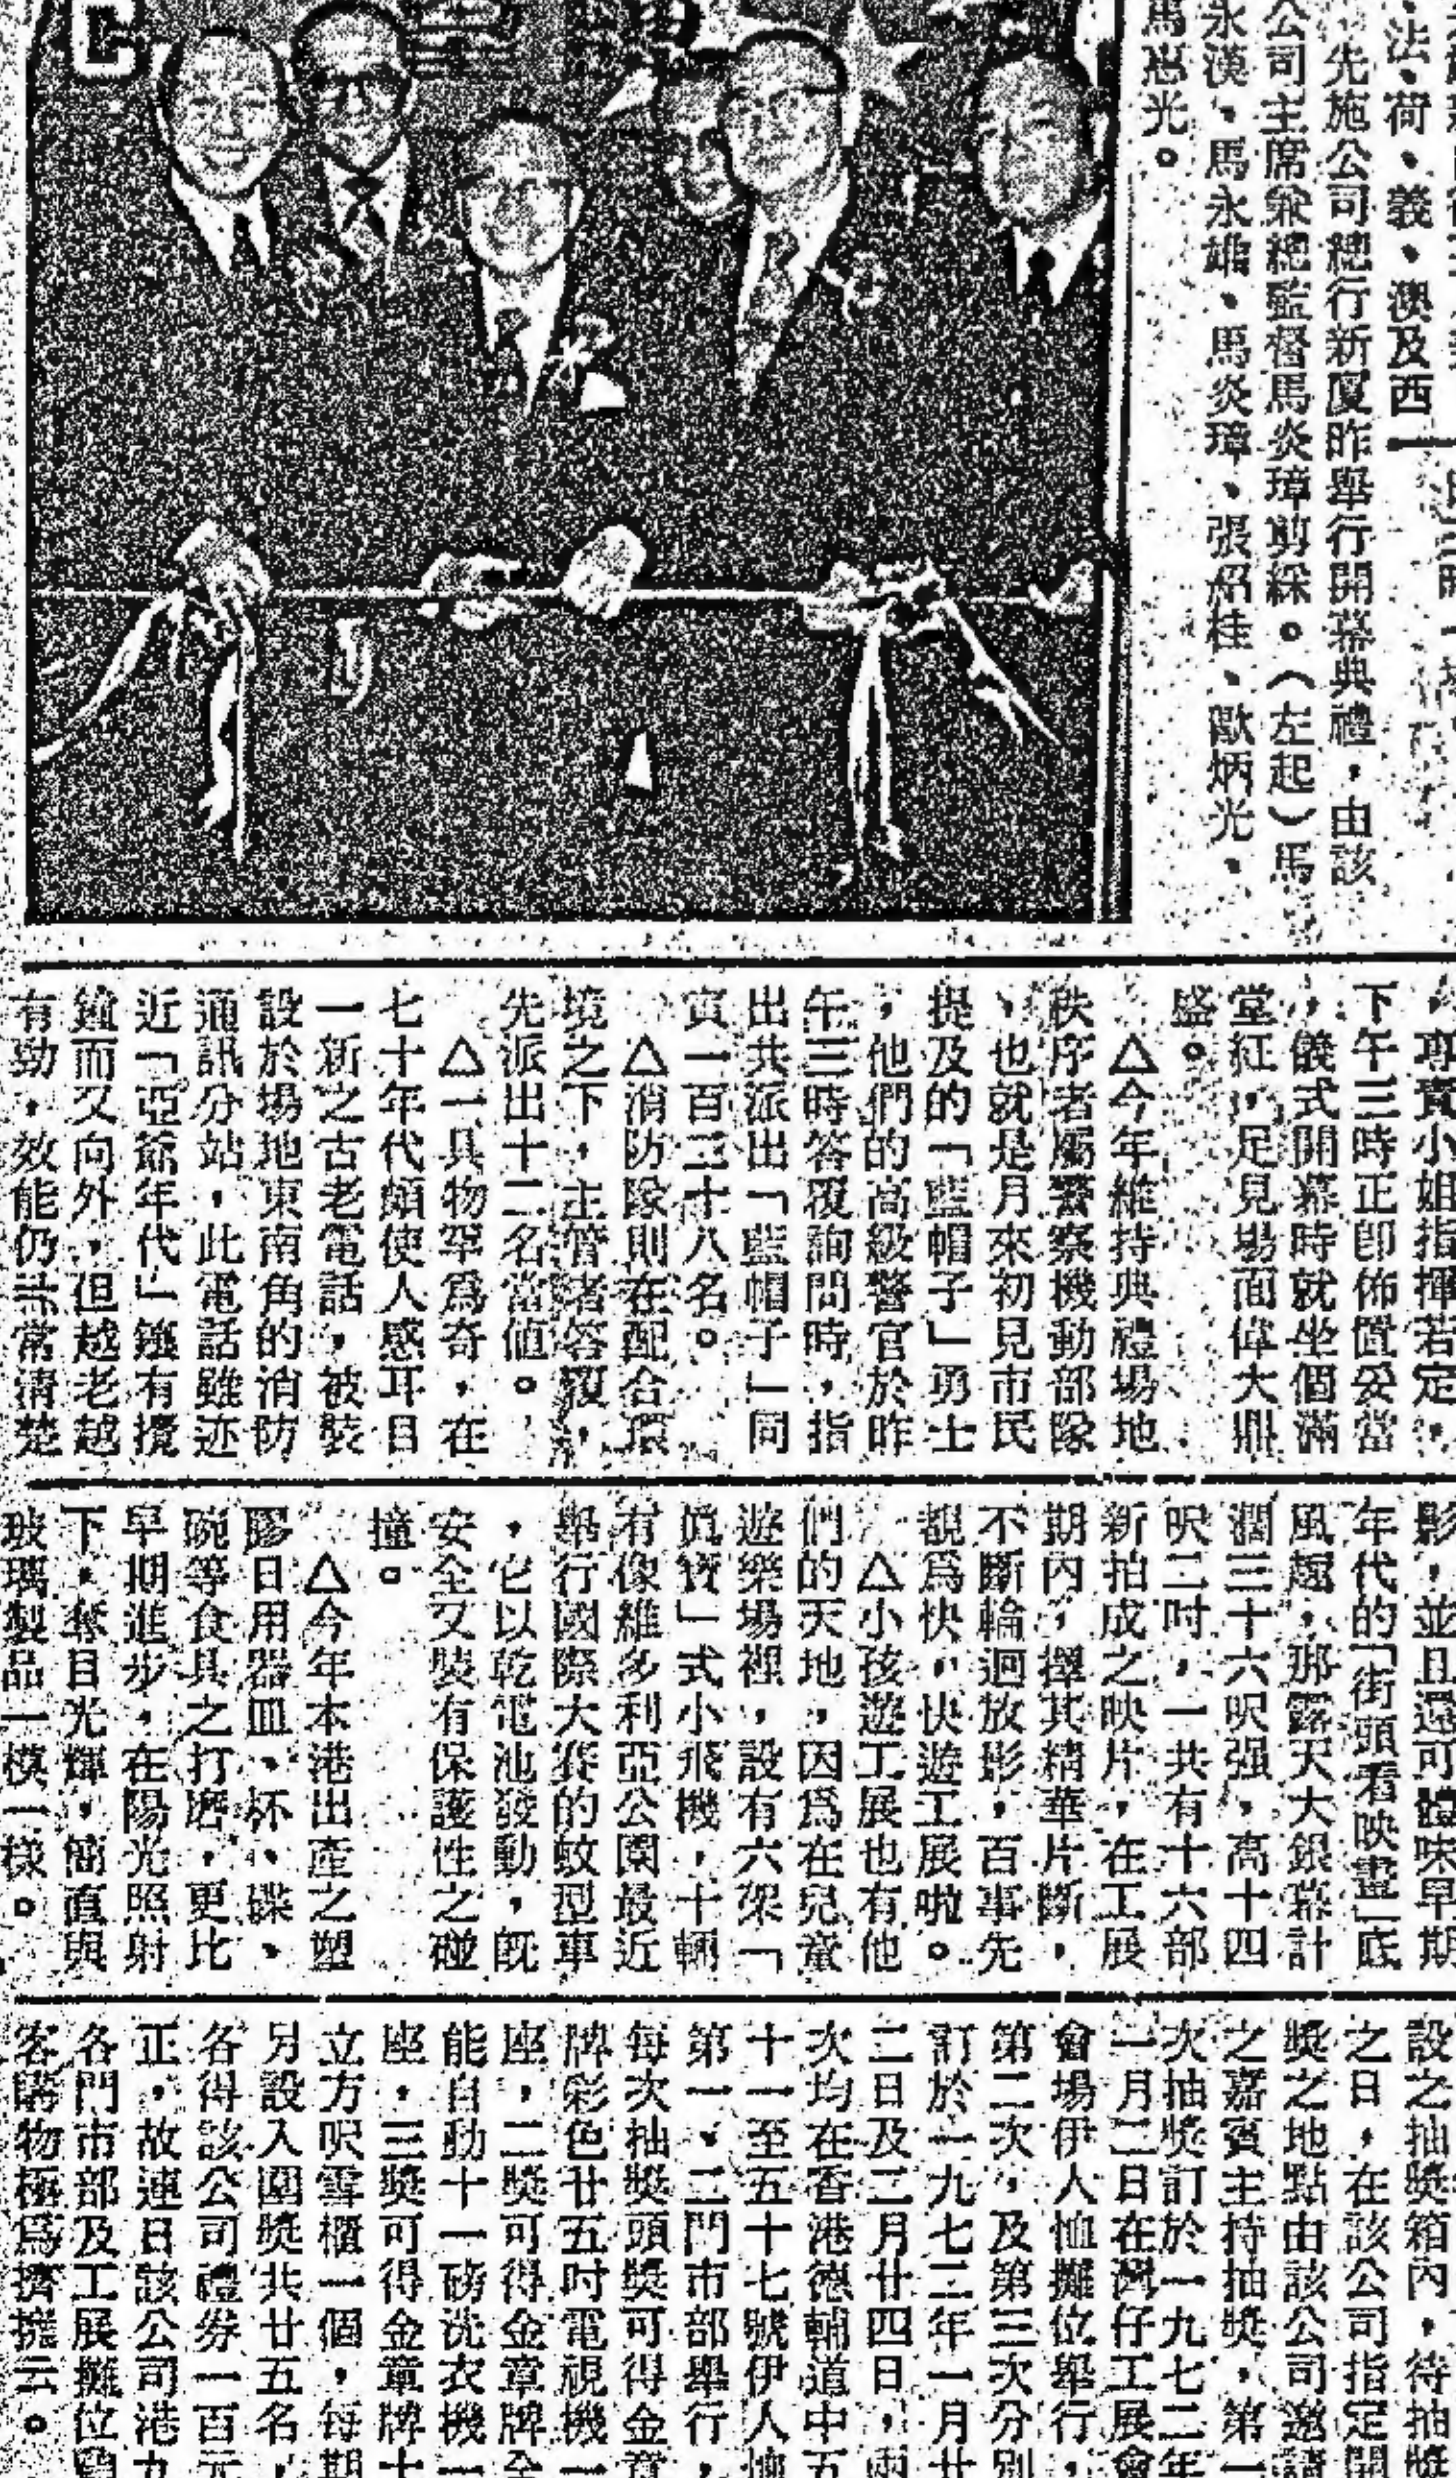 法、荷、義、澳及西
先施公司總行新廈昨舉行開幕典禮，由該
公司主席兼總監督馬炎璋剪綵。（左起）馬
永漢、馬永雄、馬炎璋、張紹桂、歐炳光、
馬惠光。
，專賣小姐指揮若定，
下午三時正即佈置妥當
，儀式開幕時就坐個滿
堂紅，足見場面偉大鼎
盛。
△今年維持典禮場地
秩序者屬警察機動部隊
，也就是月來初見市民
提及的「藍帽子」勇士
，他們的高級警官於昨
午三時答覆詢問時，指
出共派出「藍帽子」同
寅一百三十八名。
△消防隊則在配合環
境之下，主管者答覆，
先派出十二名當值。
△一具物罕爲奇，在
七十年代頗使人感耳目
一新之古老電話，被裝
設於場地東南角的消防
通訊分站，此電話雖迹
近「亞爺年代」鐵有攪
鑪而又向外，但越老越
有勁，效能仍非常清楚
影，並且還可體味早期
年代的「街頭看映畫」底
風趣，那露天大銀幕計
濶三十六呎强，高十四
呎二吋，一共有十六部
新拍成之映片，在工展
期內，擇其精華片斷，
不斷輪迴放影，百事先
覩爲快，快遊工展啦。
△小孩遊工展也有他
們的天地，因爲在兒童
遊樂場裡，設有六架「
眞寶」式小飛機，十輛
有像維多利亞公園最近
舉行國際大賽的蚊型車
，它以乾電池發動，旣
安全又裝有保護性之碰
撞。
△今年本港出產之塑
膠日用器皿、杯、碟、
碗等食具之打磨，更比
早期進步，在陽光照射
下，奪目光輝，簡直與
玻璃製品一模一樣。
設之抽獎箱內，待抽獎
之日，在該公司指定開
獎之地點由該公司邀請
之嘉賓主持抽獎，第一
次抽獎訂於一九七二年
一月二日在灣仔工展會
會場伊人恤攤位舉行，
第二次，及第三次分別
訂於一九七二年一月廿
二日及二月廿四日，兩
次均在香港德輔道中五
十一至五十七號伊人恤
第一、二門市部舉行，
每次抽獎頭獎可得金章
牌彩色廿五吋電視機一
座，二獎可得金章牌全
能自動十一磅洗衣機一
座，三獎可得金章牌十
立方呎雪櫃一個，每期
另設入圍獎共廿五名，
各得該公司禮券一百元
正，故連日該公司港九
各門市部及工展攤位顧
客購物極爲擠擁云。